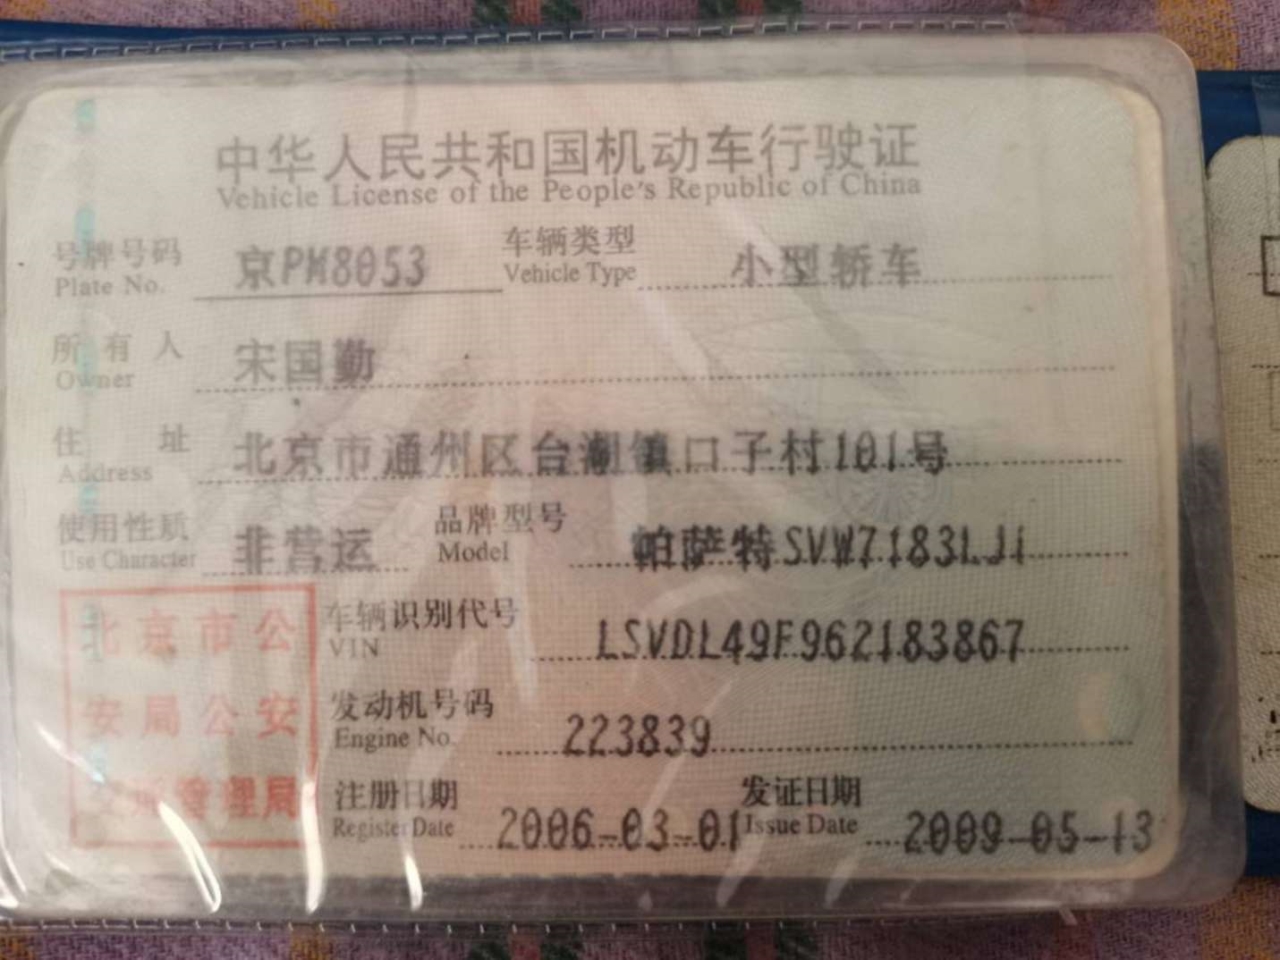 中华人民共和国机动车行驶证
Vehicle License of the People's Republic of China
号牌号码 京PM8053 车辆类型 小型轿车
Plate No. Vehicle Type
所有人 宋国勤
Owner
住址 北京市通州区台湖镇口子村101号
Address
使用性质 非营运 品牌型号 帕萨特SVW7183LJi
Use Character Model
北京市公
安局公安
交通管理局
车辆识别代号 LSVDL49F962183867
VIN
发动机号码 223839
Engine No.
注册日期 2006-03-01 发证日期 2009-05-13
Register Date Issue Date